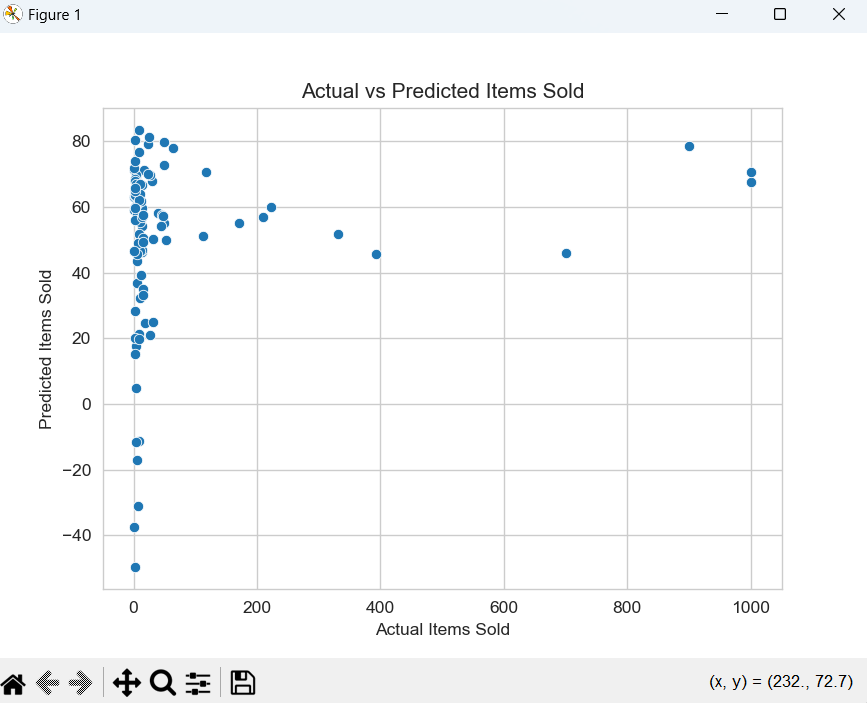 Figure 1
Actual vs Predicted Items Sold
80
60
40
20
0
−20
−40
Predicted Items Sold
0 200 400 600 800 1000
Actual Items Sold
(x, y) = (232., 72.7)